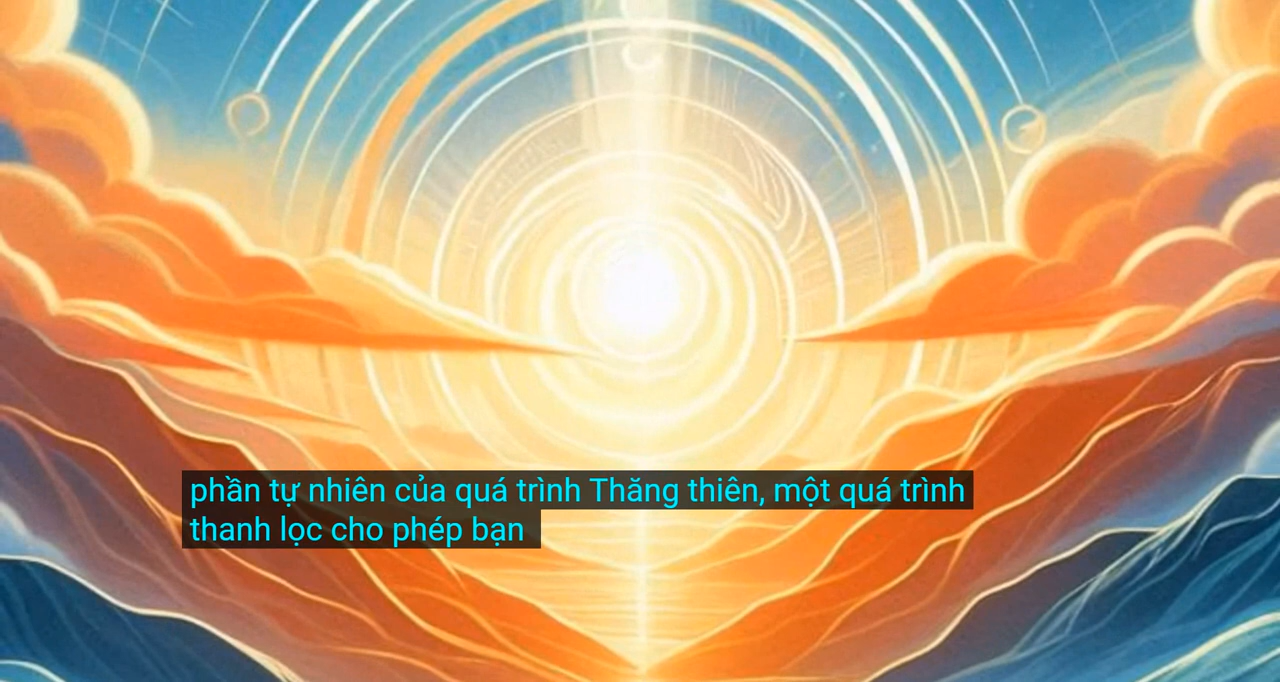 phần tự nhiên của quá trình Thăng thiên, một quá trình
thanh lọc cho phép bạn